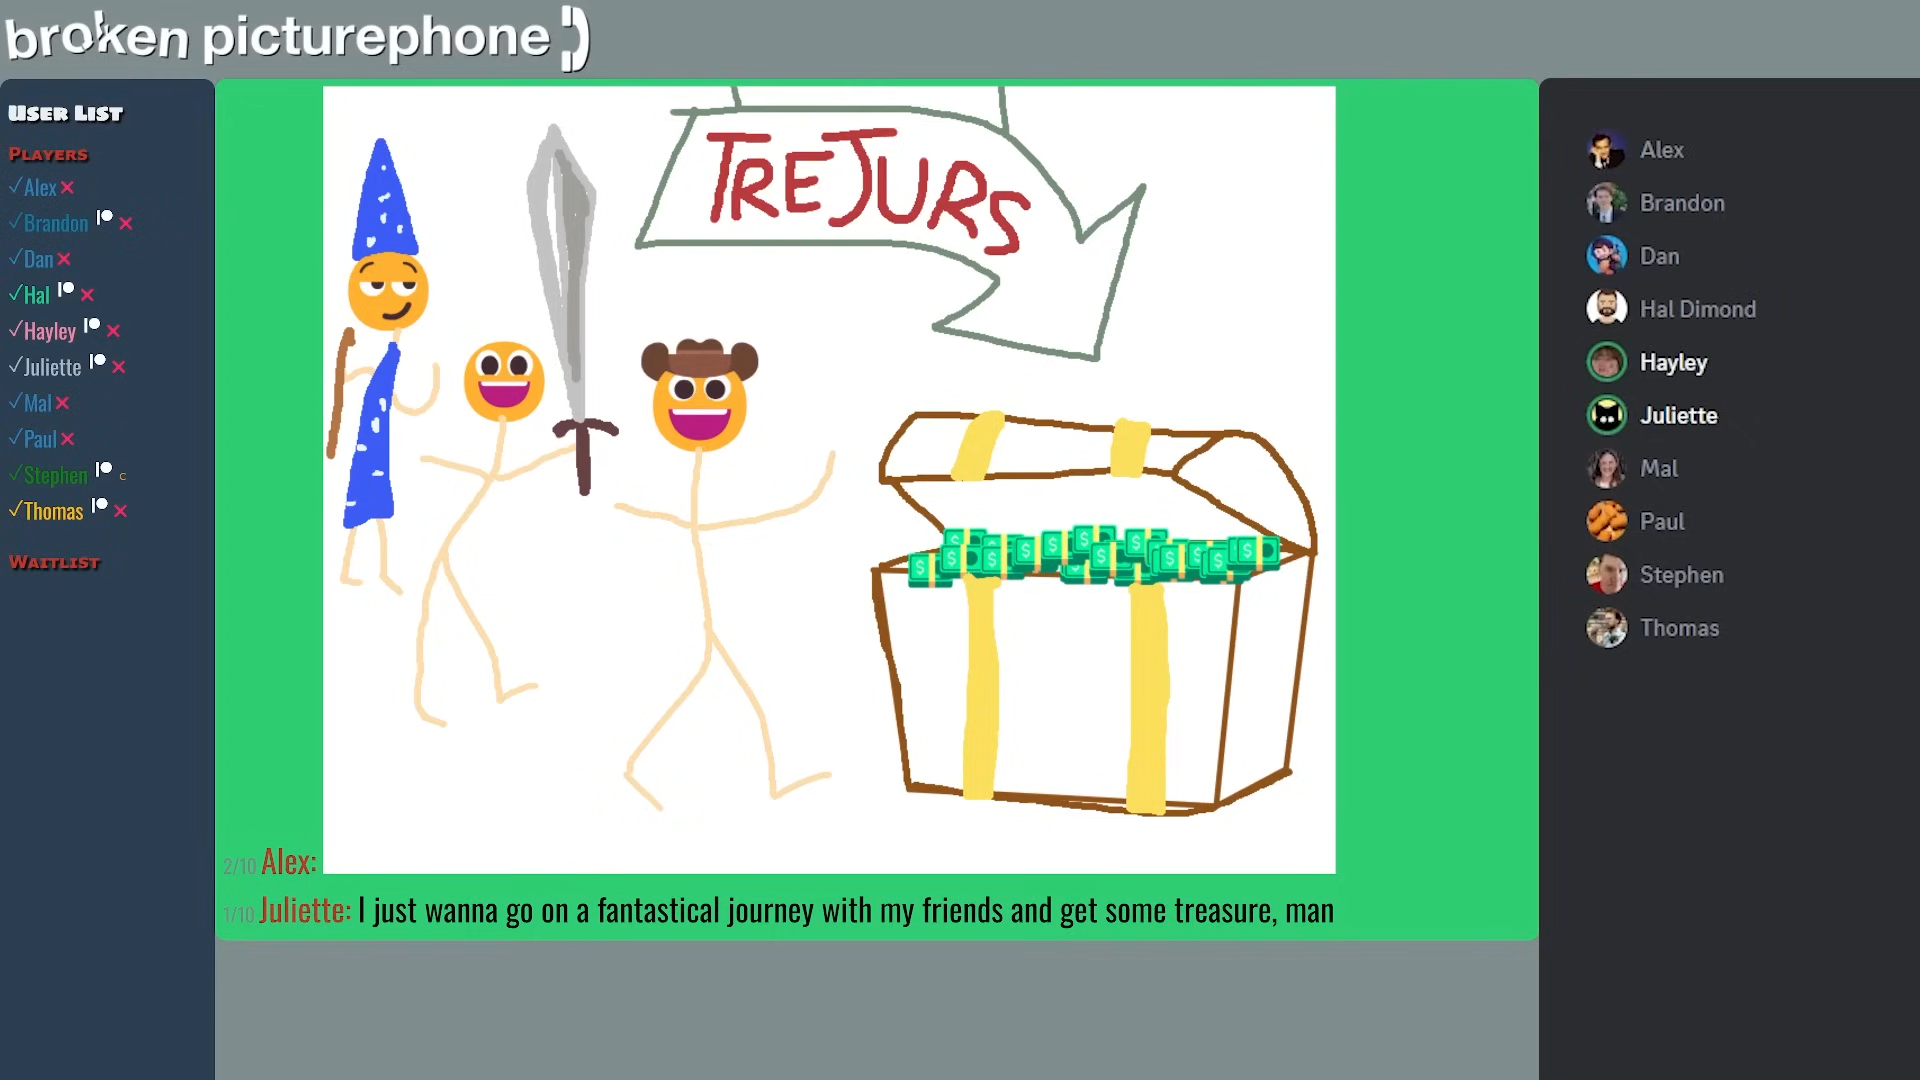 broken picturephone
User List
Players
✓Alex
✓Brandon
✓Dan
✓Hal
✓Hayley
✓Juliette
✓Mal
✓Paul
✓Stephen c
✓Thomas
Waitlist
TREJURS
2/10 Alex:
1/10 Juliette: I just wanna go on a fantastical journey with my friends and get some treasure, man
Alex
Brandon
Dan
Hal Dimond
Hayley
Juliette
Mal
Paul
Stephen
Thomas